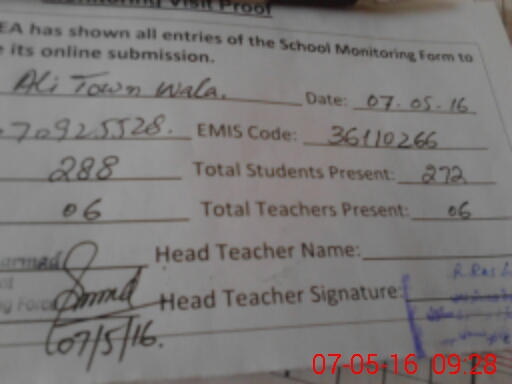 Monitoring Visit Proof
EA has shown all entries of the School Monitoring Form to
its online submission.
Ali Town Wala. Date: 07.05.16
70925528. EMIS Code: 36110266
288 Total Students Present: 272
06 Total Teachers Present: 06
Head Teacher Name:
Head Teacher Signature:
07/5/16.
07-05-16 09:28